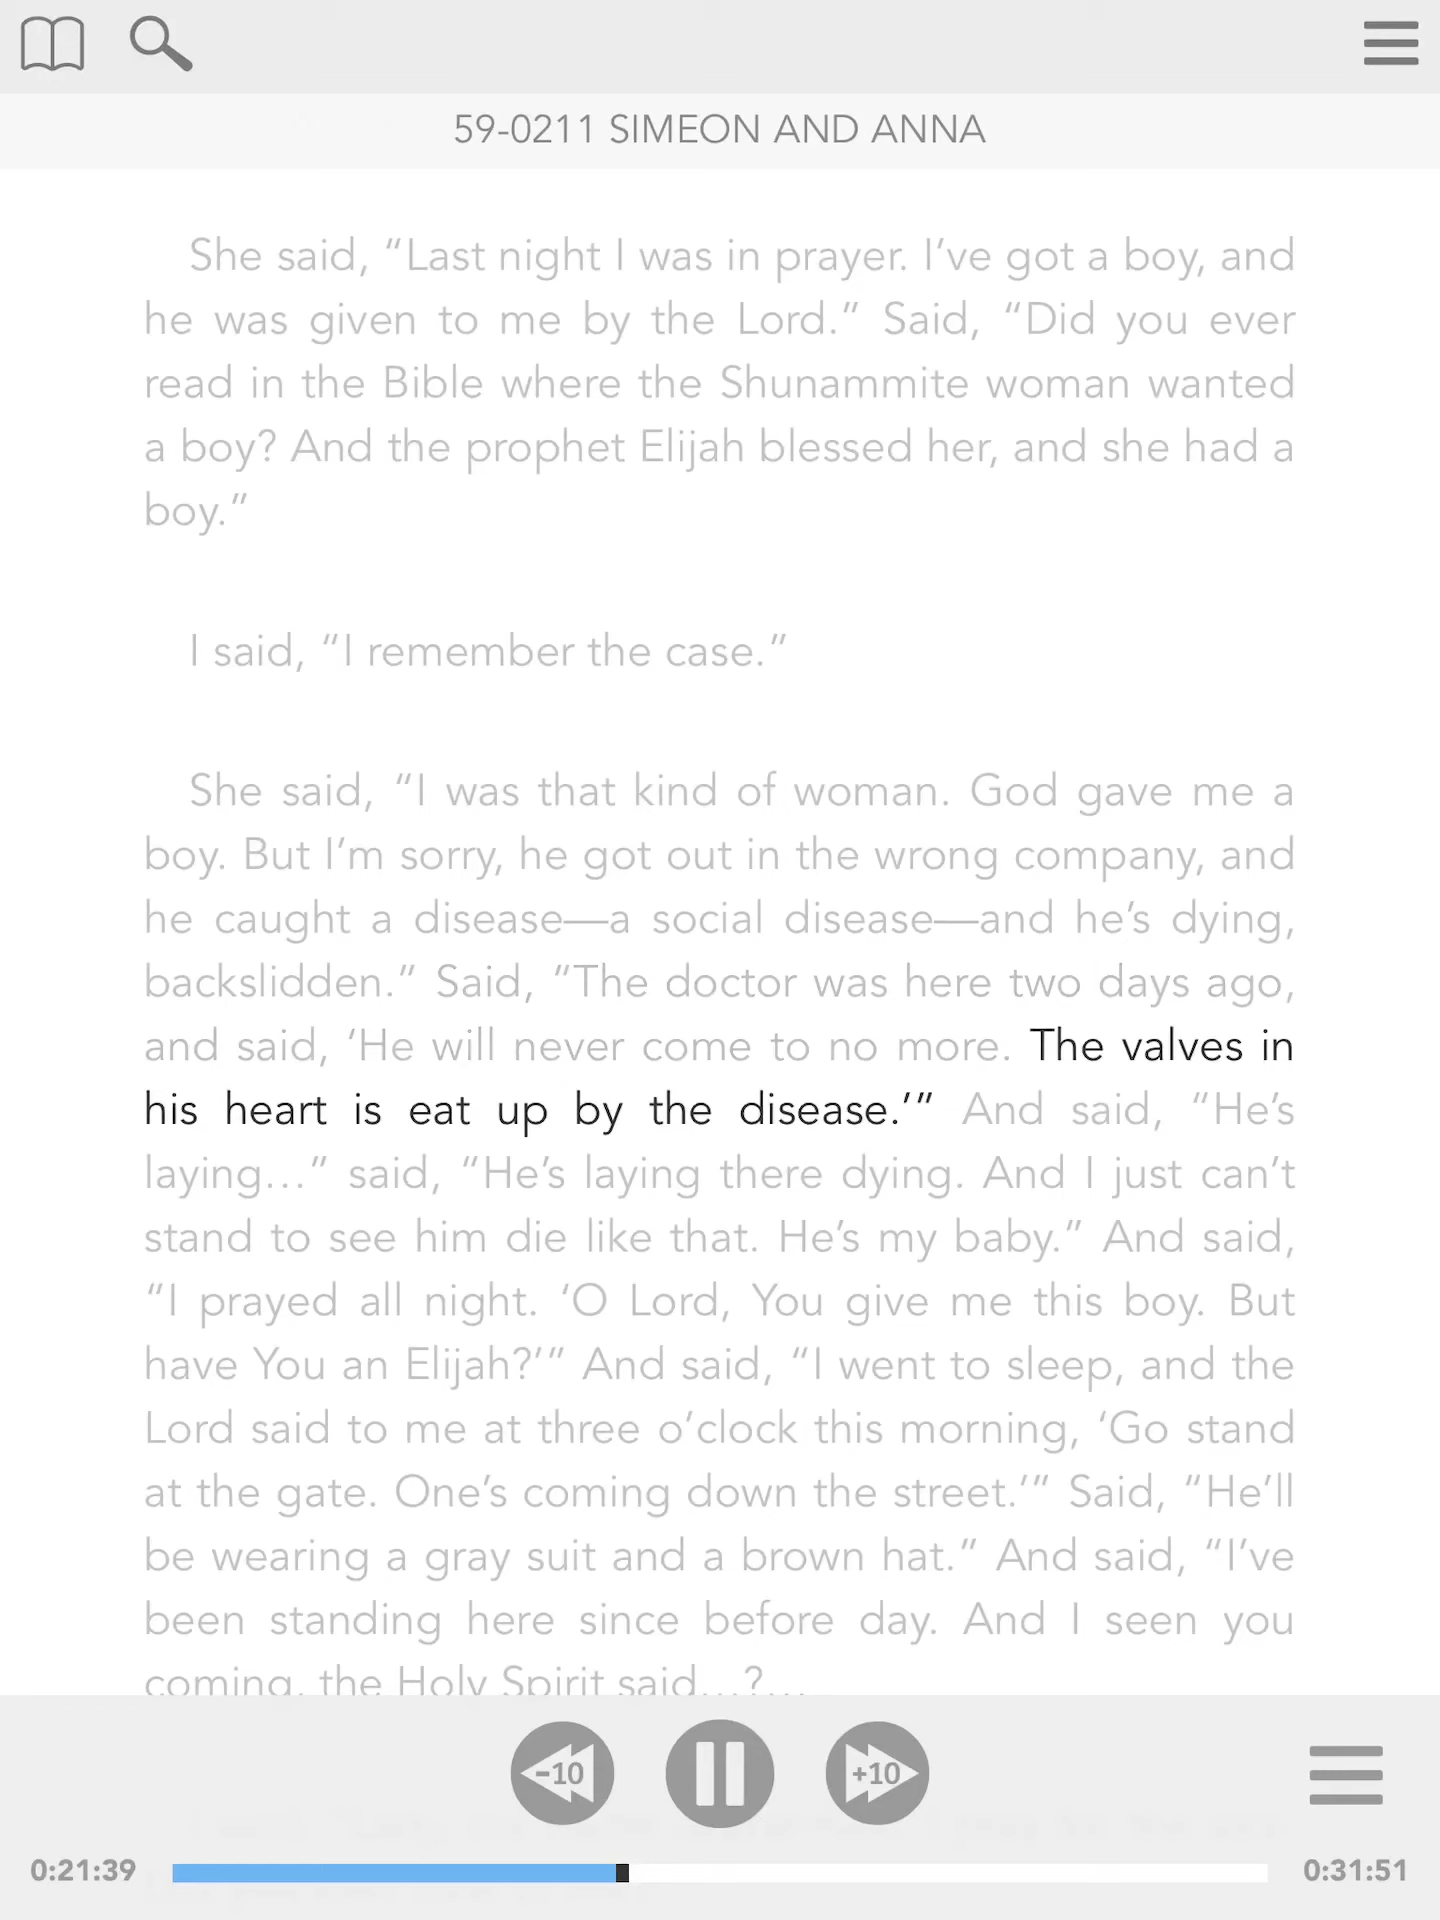 59-0211 SIMEON AND ANNA
She said, “Last night I was in prayer. I’ve got a boy, and
he was given to me by the Lord.” Said, “Did you ever
read in the Bible where the Shunammite woman wanted
a boy? And the prophet Elijah blessed her, and she had a
boy.”
I said, “I remember the case.”
She said, “I was that kind of woman. God gave me a
boy. But I’m sorry, he got out in the wrong company, and
he caught a disease—a social disease—and he’s dying,
backslidden.” Said, “The doctor was here two days ago,
and said, ‘He will never come to no more. The valves in
his heart is eat up by the disease.’” And said, “He’s
laying…” said, “He’s laying there dying. And I just can’t
stand to see him die like that. He’s my baby.” And said,
“I prayed all night. ‘O Lord, You give me this boy. But
have You an Elijah?’” And said, “I went to sleep, and the
Lord said to me at three o’clock this morning, ‘Go stand
at the gate. One’s coming down the street.’” Said, “He’ll
be wearing a gray suit and a brown hat.” And said, “I’ve
been standing here since before day. And I seen you
coming, the Holy Spirit said…?…
-10 +10
0:21:39 0:31:51